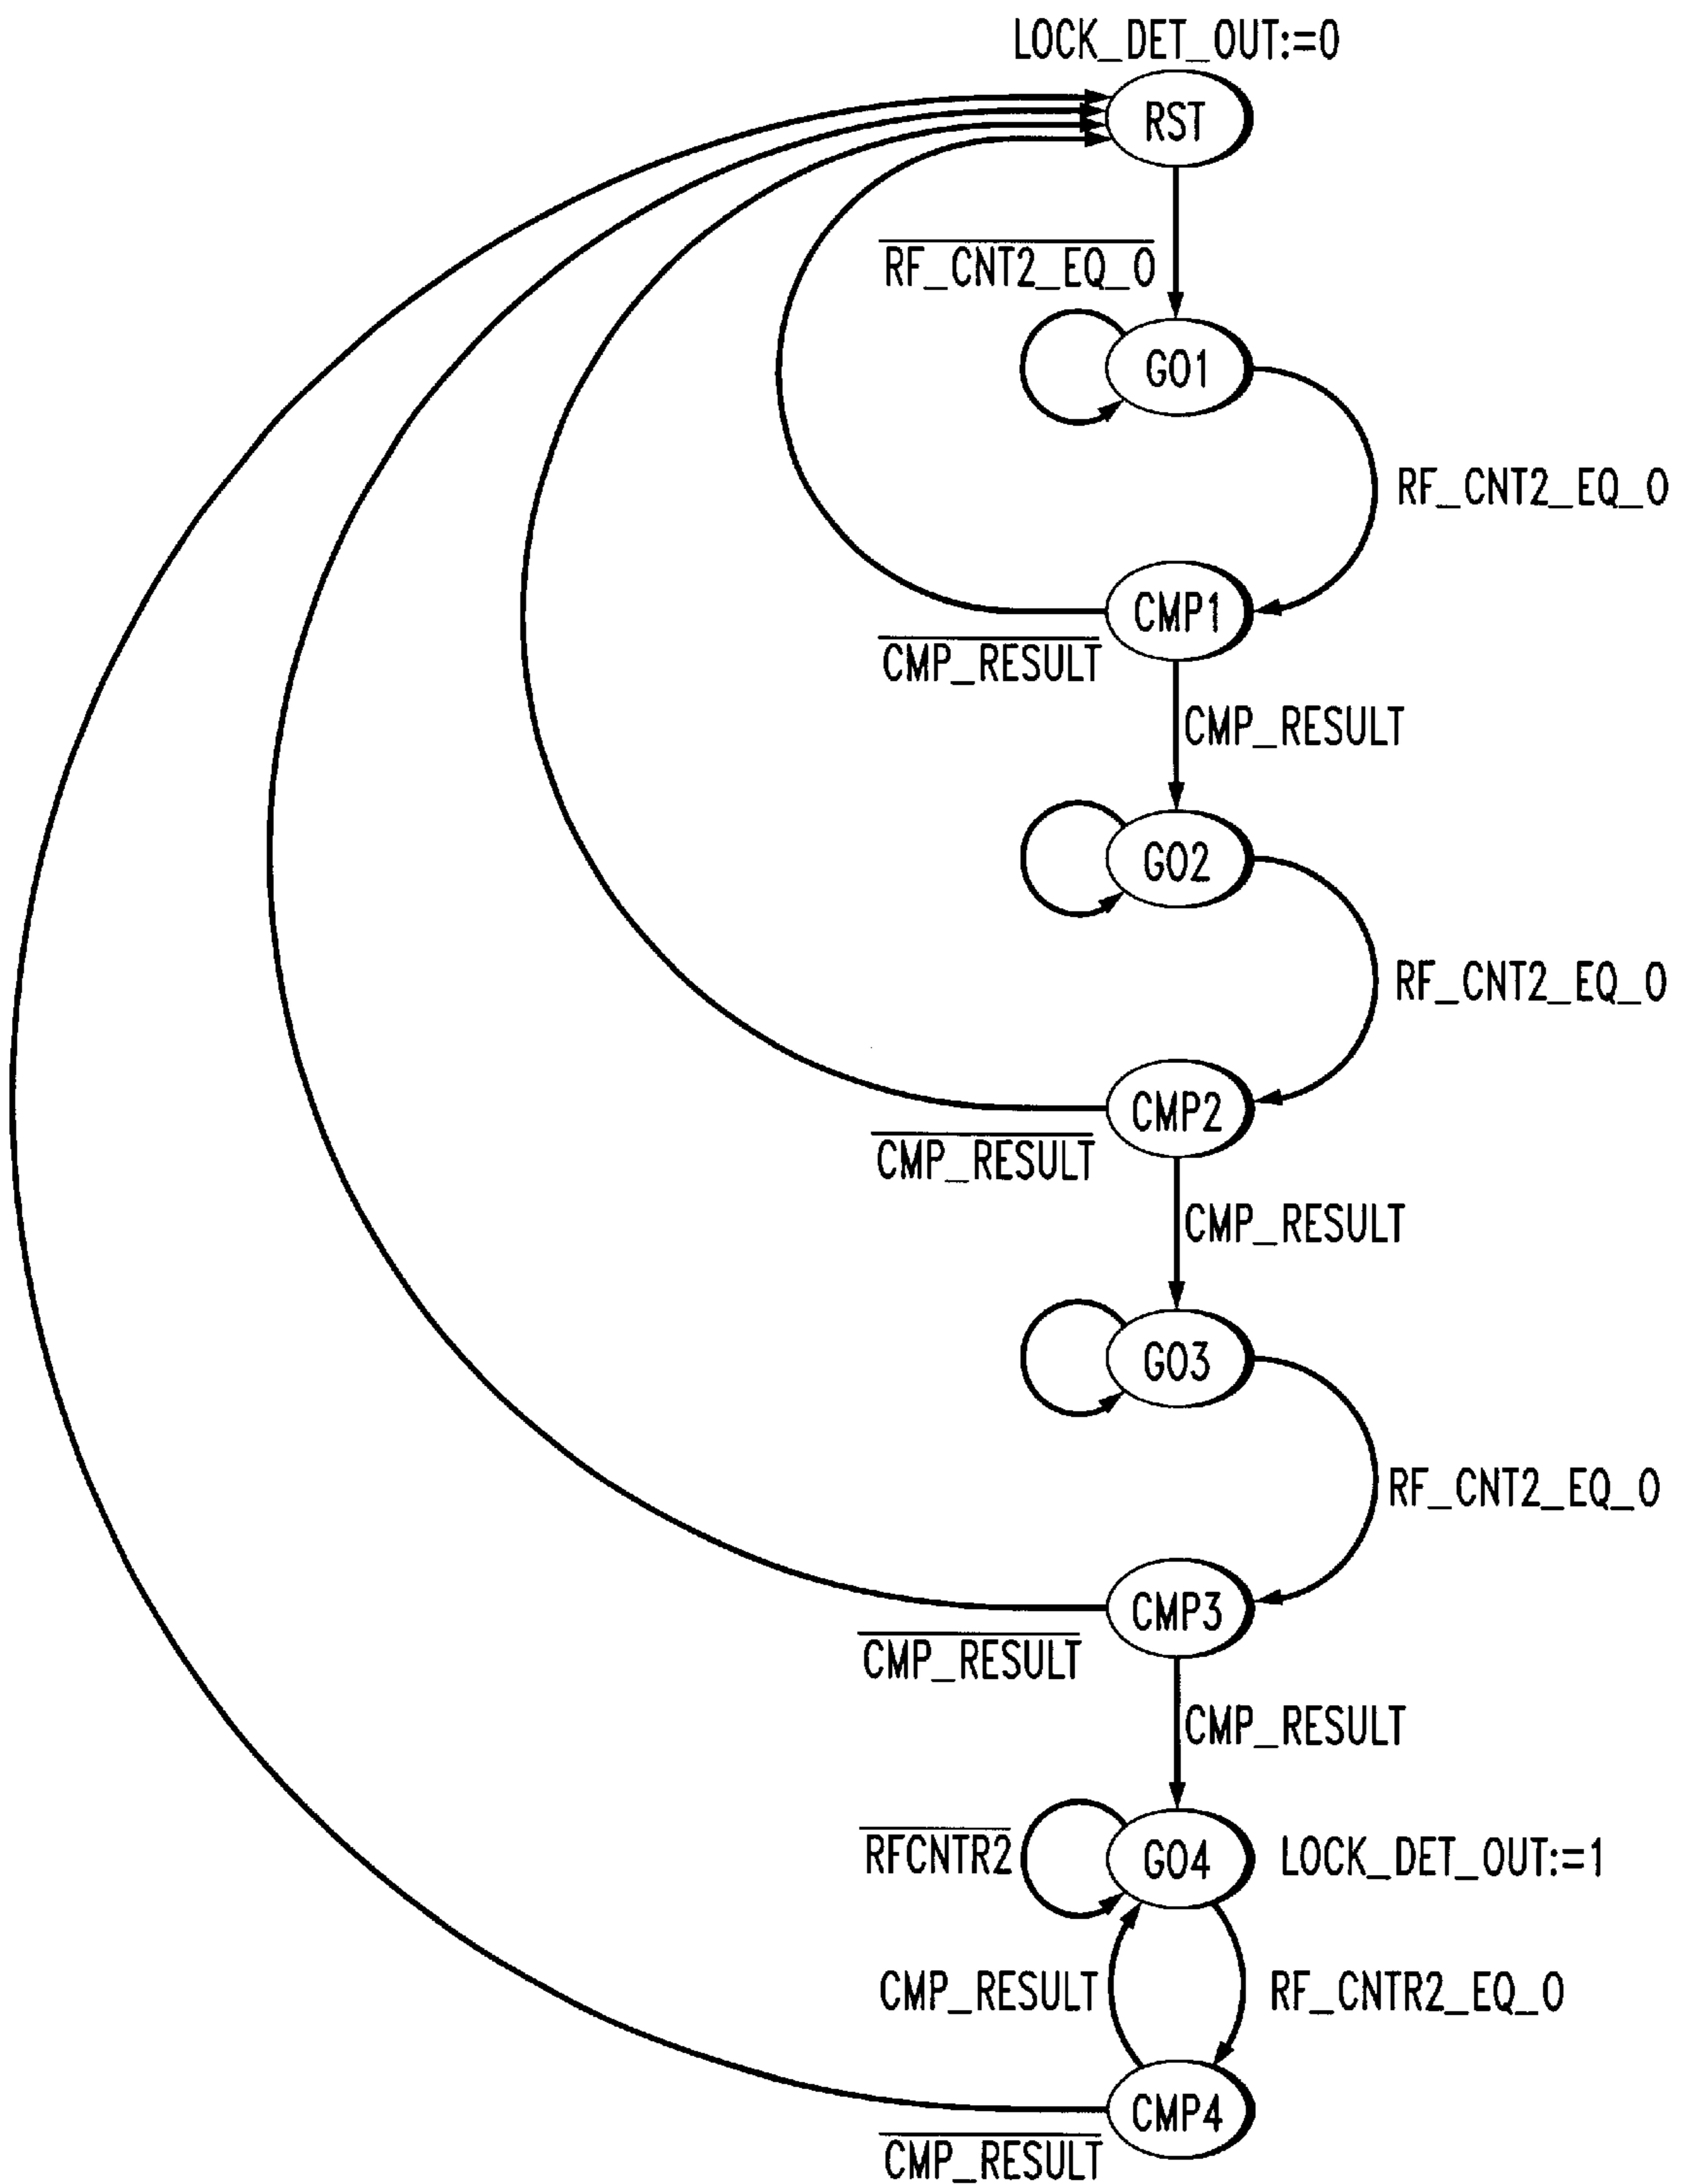 LOCK_DET_OUT:=0
RST
RF_CNT2_EQ_0
GO1
RF_CNT2_EQ_0
CMP1
CMP_RESULT
CMP_RESULT
GO2
RF_CNT2_EQ_0
CMP2
CMP_RESULT
CMP_RESULT
GO3
RF_CNT2_EQ_0
CMP3
CMP_RESULT
CMP_RESULT
RFCNTR2
GO4
LOCK_DET_OUT:=1
CMP_RESULT
RF_CNTR2_EQ_0
CMP4
CMP_RESULT